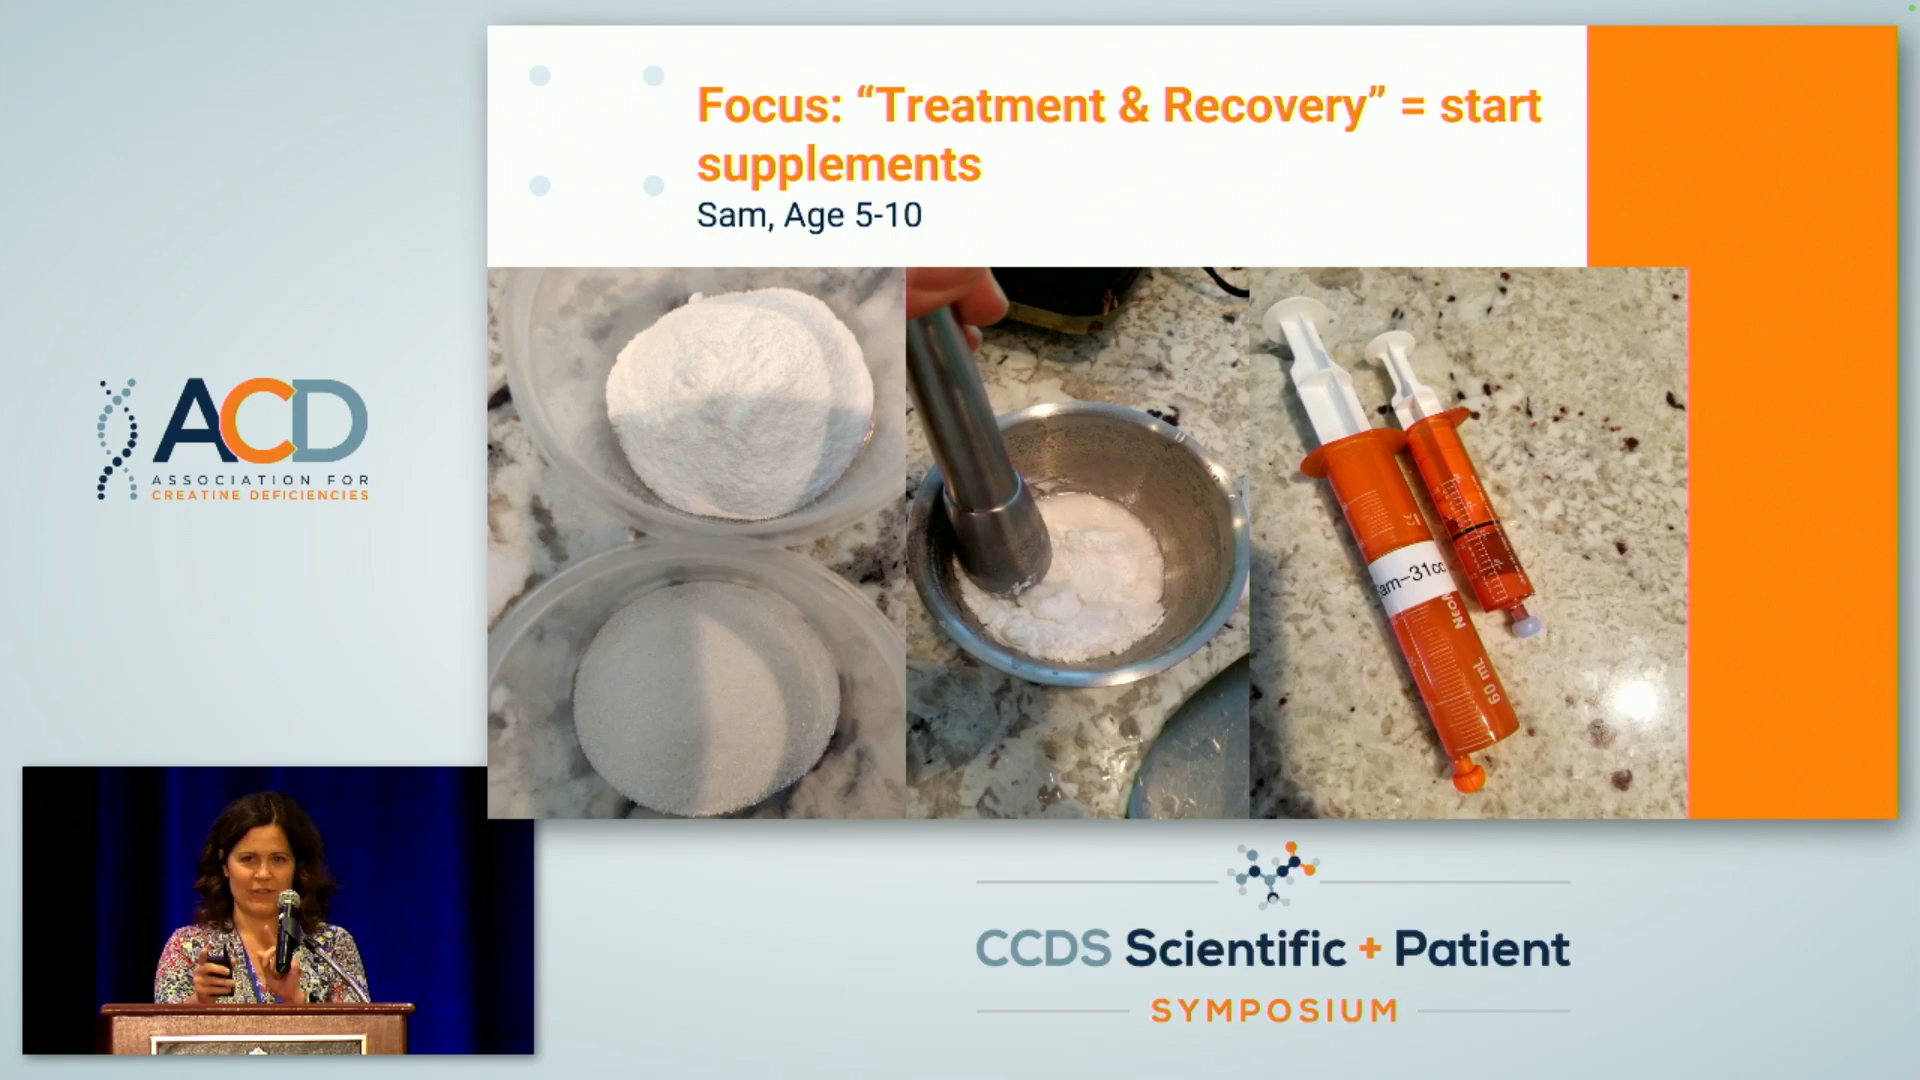 Focus: “Treatment & Recovery” = start
supplements
Sam, Age 5-10
ACD
ASSOCIATION FOR
CREATINE DEFICIENCIES
am-31cc
60 mL
CCDS Scientific + Patient
SYMPOSIUM